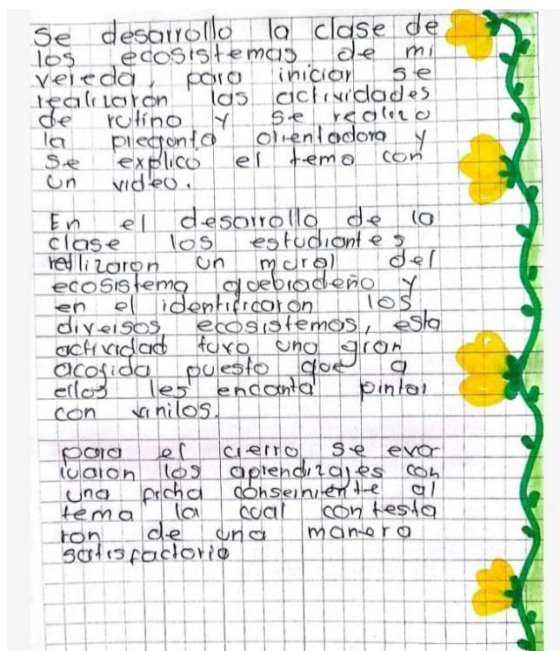 Se desarrollo la clase de
los ecosistemas de mi
vereda, para iniciar se
realizaron las actividades
de rutina y se realizo
la pregonta orientadora y
se explico el tema con
un video.
En el desarrollo de la
clase los estudiantes
reelizaron un mural del
ecosistema quebradeño y
en el identificaron los
diversos ecosistemas, esta
actividad tuvo una gran
acogida puesto que a
ellos les encanta pintar
con vinilos.
para el cierro se eva
luaron los aprendizajes con
una ficha conserniente al
tema la cual contesta
ron de una manera
satisfactoria